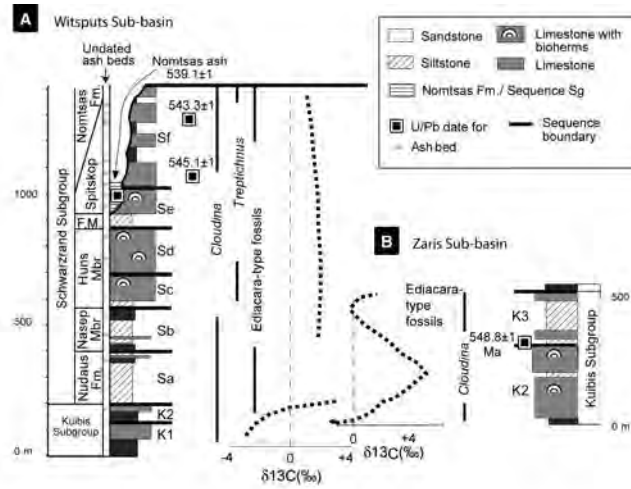 A Witsputs Sub-basin
Undated
ash beds
Nomtsas ash
539.1±1
543.3±1
545.1±1
Nomtsas Fm.
Spitskop
F.M.
Huns Mbr
Nasep Mbr
Nudaus Fm.
Schwarzrand Subgroup
Kuibis Subgroup
1000
500
0 m
Sf
Se
Sd
Sc
Sb
Sa
K2
K1
Cloudina
Treptichnus
Ediacara-type fossils
-4 0 +4
δ13C(‰)
0 +4
δ13C(‰)
Sandstone
Siltstone
Nomtsas Fm./ Sequence Sg
Limestone with bioherms
Limestone
U/Pb date for
Ash bed
Sequence boundary
B Zaris Sub-basin
Ediacara-
type
fossils
Cloudina
548.8±1
Ma
K3
K2
500
0 m
Kuibis Subgroup